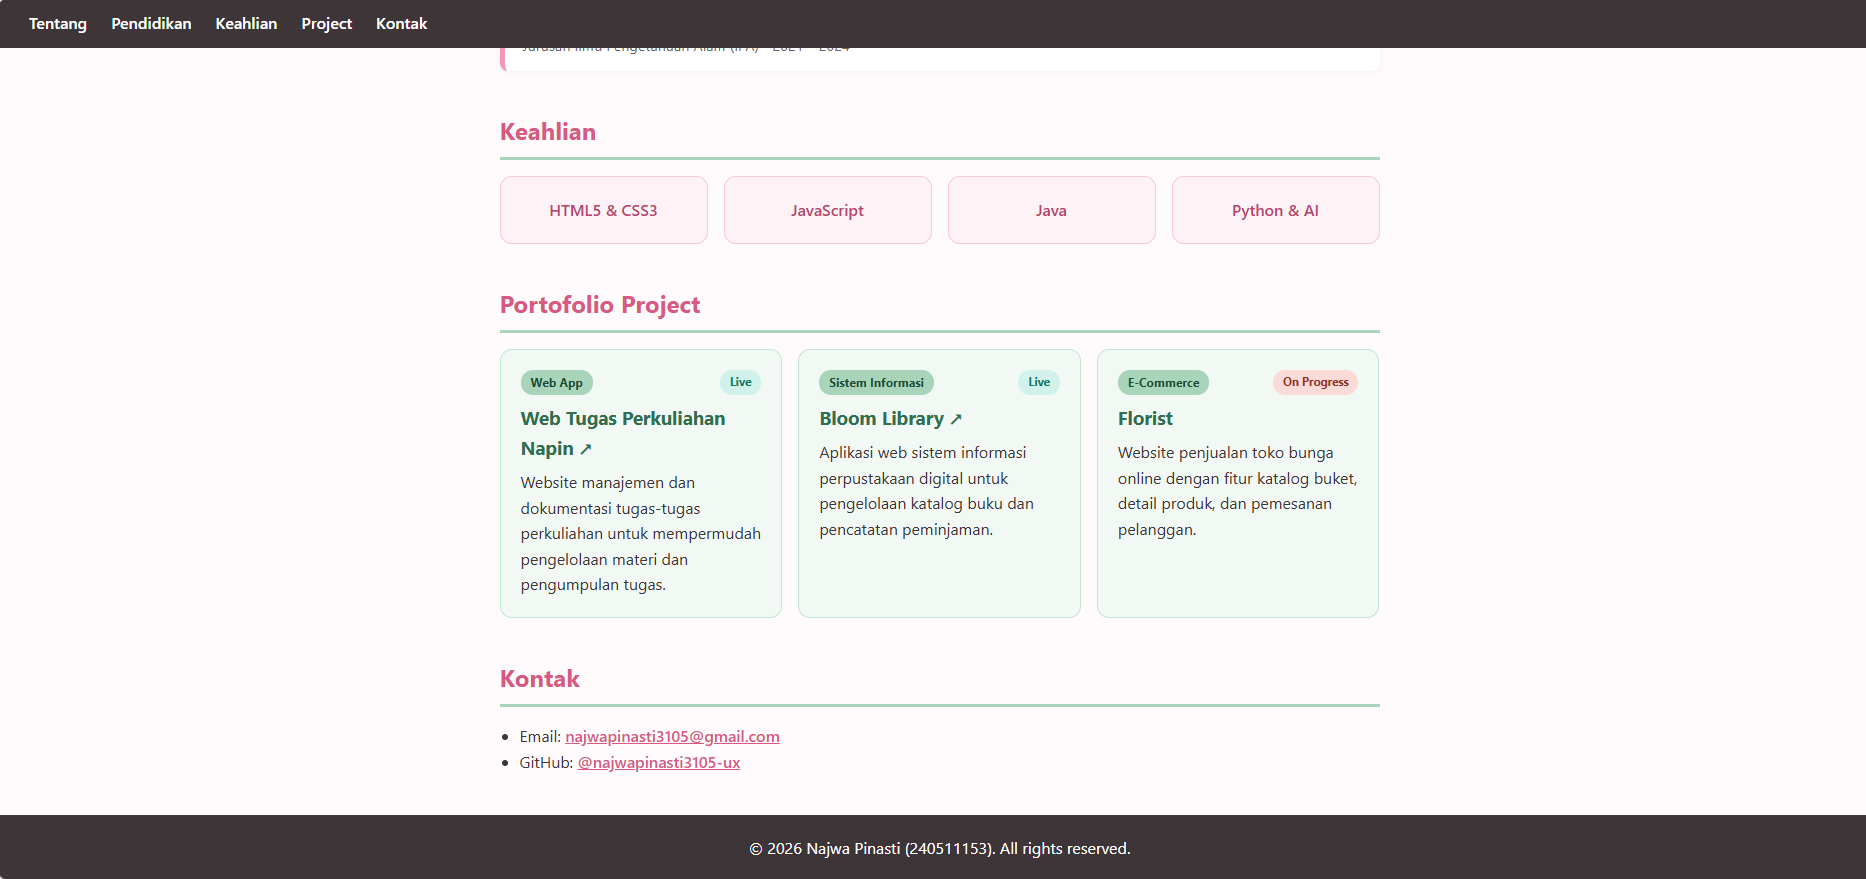 Tentang Pendidikan Keahlian Project Kontak
Keahlian
HTML5 & CSS3 JavaScript Java Python & AI
Portofolio Project
Web App Live
Web Tugas Perkuliahan
Napin ↗
Website manajemen dan
dokumentasi tugas-tugas
perkuliahan untuk mempermudah
pengelolaan materi dan
pengumpulan tugas.
Sistem Informasi Live
Bloom Library ↗
Aplikasi web sistem informasi
perpustakaan digital untuk
pengelolaan katalog buku dan
pencatatan peminjaman.
E-Commerce On Progress
Florist
Website penjualan toko bunga
online dengan fitur katalog buket,
detail produk, dan pemesanan
pelanggan.
Kontak
• Email: najwapinasti3105@gmail.com
• GitHub: @najwapinasti3105-ux
© 2026 Najwa Pinasti (240511153). All rights reserved.